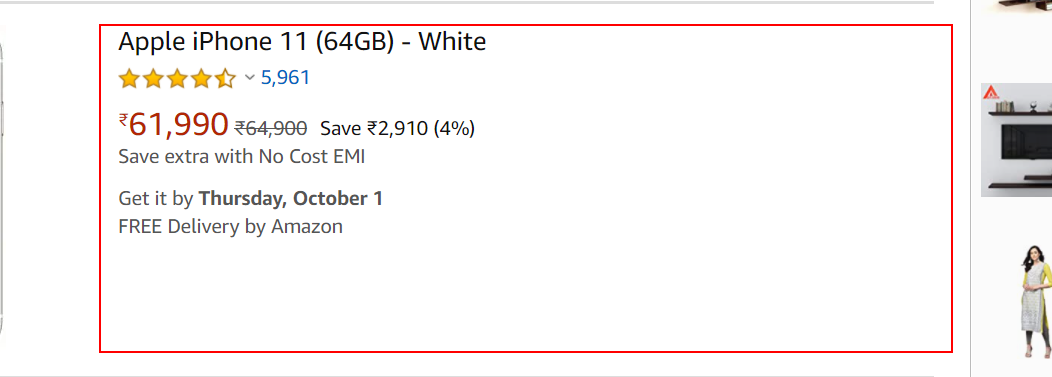 Apple iPhone 11 (64GB) - White
5,961
₹61,990 ₹64,900 Save ₹2,910 (4%)
Save extra with No Cost EMI
Get it by Thursday, October 1
FREE Delivery by Amazon